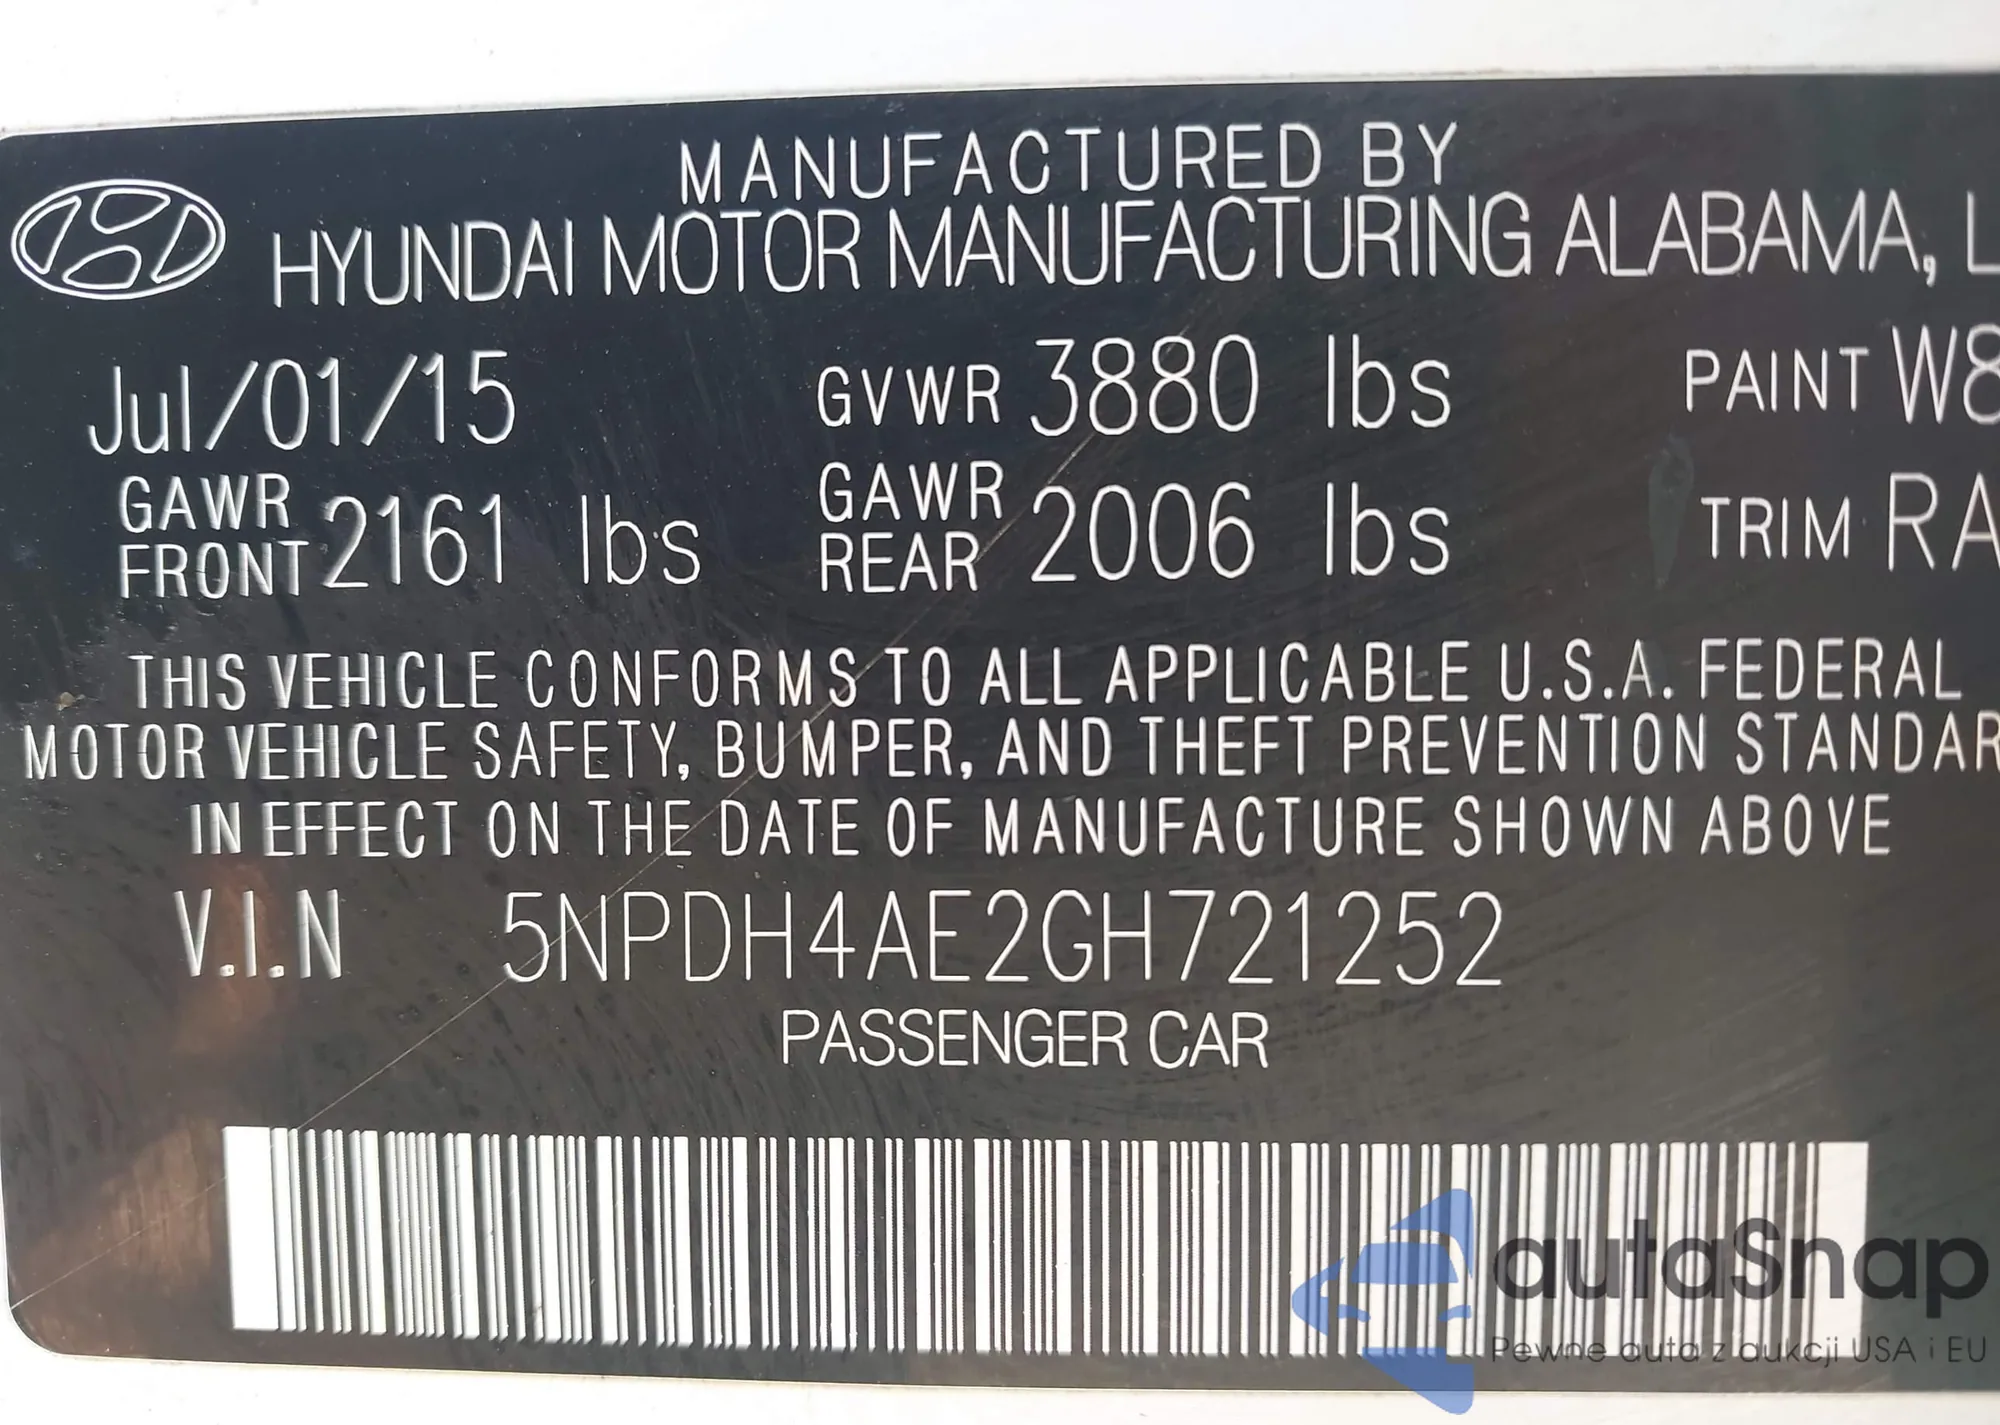 MANUFACTURED BY
HYUNDAI MOTOR MANUFACTURING ALABAMA, L
Jul/01/15 GVWR 3880 lbs PAINT W8
GAWR FRONT 2161 lbs GAWR REAR 2006 lbs TRIM RA
THIS VEHICLE CONFORMS TO ALL APPLICABLE U.S.A. FEDERAL
MOTOR VEHICLE SAFETY, BUMPER, AND THEFT PREVENTION STANDAR
IN EFFECT ON THE DATE OF MANUFACTURE SHOWN ABOVE
V.I.N 5NPDH4AE2GH721252
PASSENGER CAR
autaSnap
Pewne auta z aukcji USA i EU